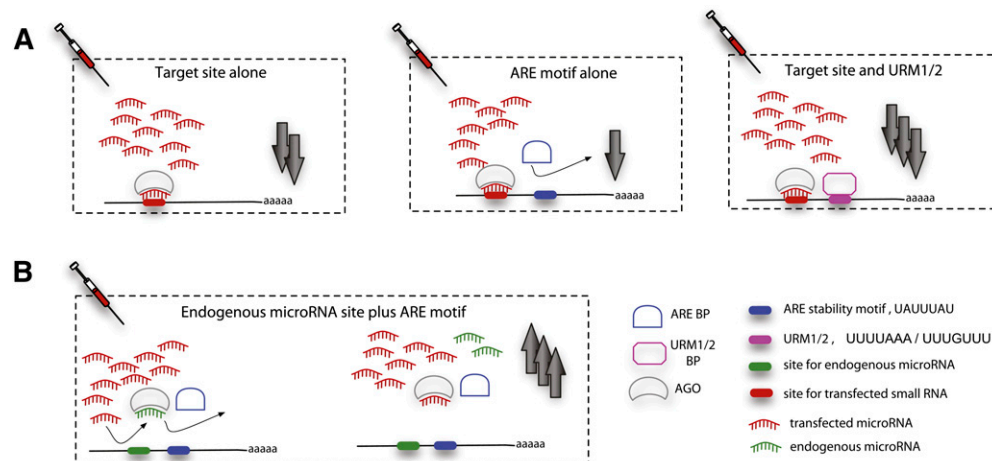 A
Target site alone
aaaaa
ARE motif alone
aaaaa
Target site and URM1/2
aaaaa
B
Endogenous microRNA site plus ARE motif
aaaaa
aaaaa
ARE BP
URM1/2
BP
AGO
ARE stability motif , UAUUUAU
URM1/2 , UUUUAAA / UUUGUUU
site for endogenous microRNA
site for transfected small RNA
transfected microRNA
endogenous microRNA